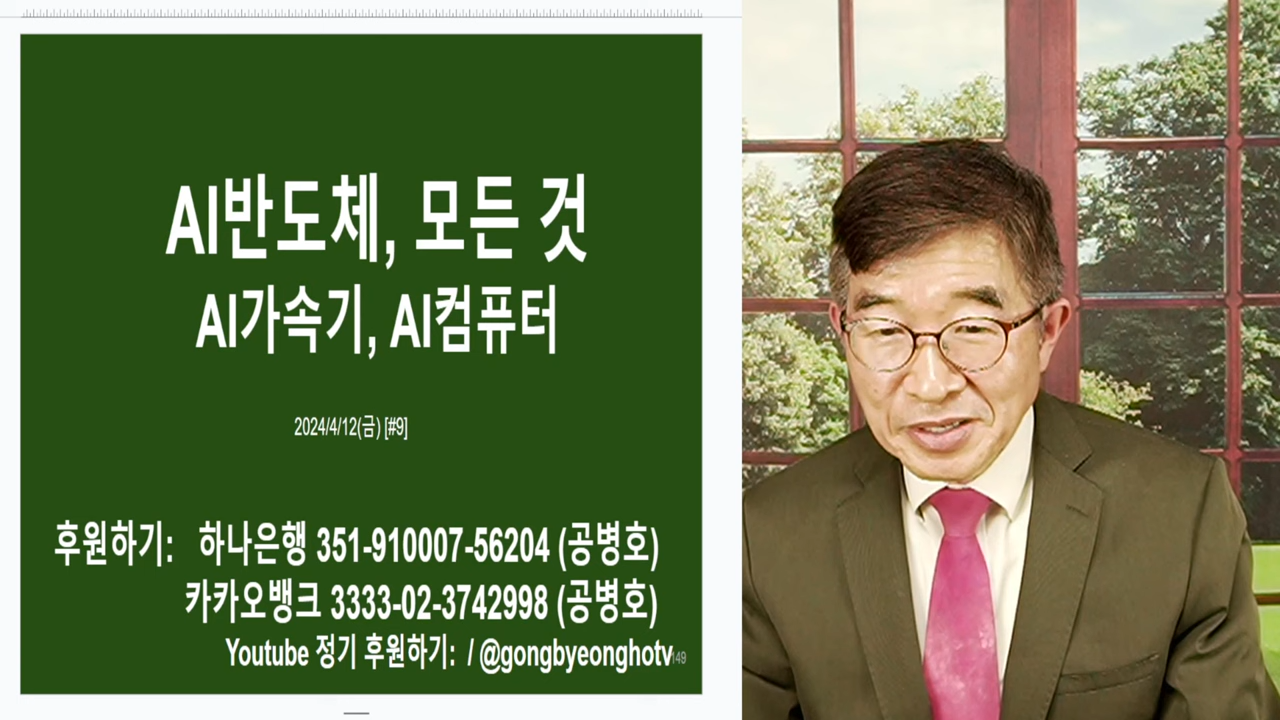 AI반도체, 모든 것
AI가속기, AI컴퓨터
2024/4/12(금) [#9]
후원하기: 하나은행 351-910007-56204 (공병호)
카카오뱅크 3333-02-3742998 (공병호)
Youtube 정기 후원하기: / @gongbyeonghotv
149